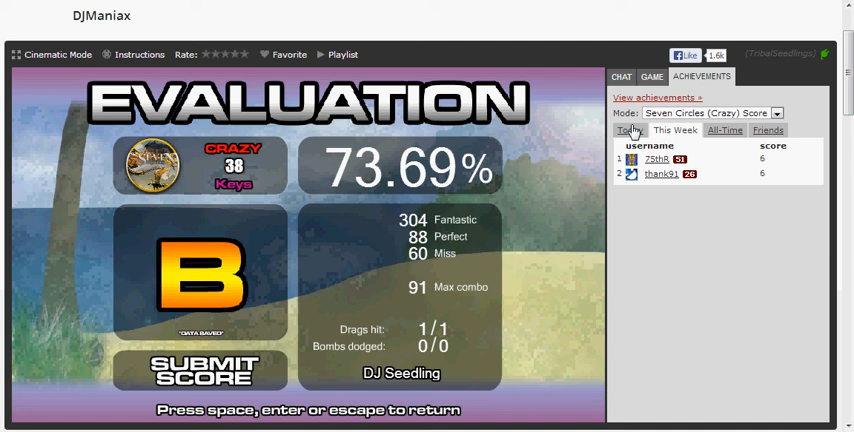 DJManiax
Cinematic Mode Instructions Rate: Favorite Playlist Like 1.6k (TribalSeedlings)
CHAT GAME ACHIEVEMENTS
View achievements »
Mode: Seven Circles (Crazy) Score
Today This Week All-Time Friends
username score
1 75thR 51 6
2 thank91 26 6
EVALUATION
SEVEN
CRAZY
38
Keys
73.69%
304 Fantastic
88 Perfect
60 Miss
91 Max combo
Drags hit: 1/1
Bombs dodged: 0/0
DJ Seedling
B
*DATA SAVED*
SUBMIT
SCORE
Press space, enter or escape to return